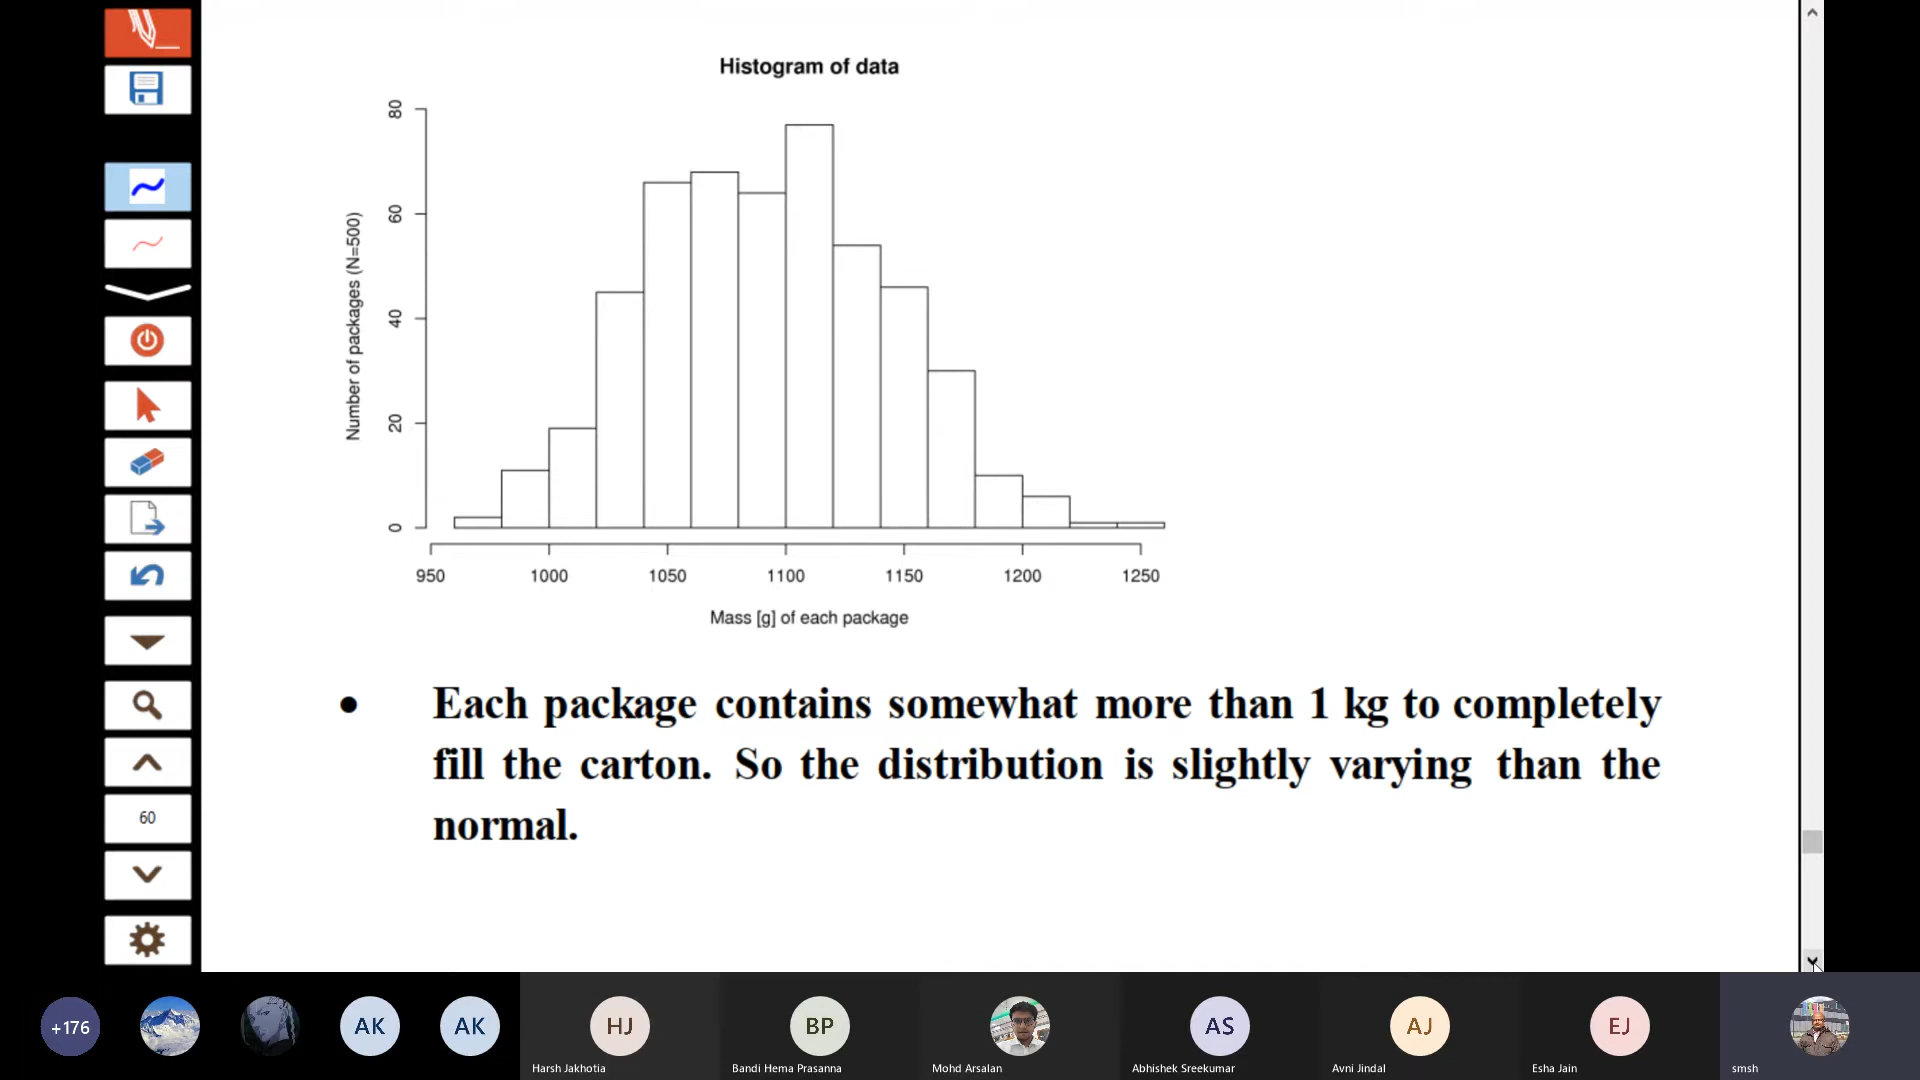 Histogram of data
80
60
40
20
0
Number of packages (N=500)
950 1000 1050 1100 1150 1200 1250
Mass [g] of each package
• Each package contains somewhat more than 1 kg to completely
fill the carton. So the distribution is slightly varying than the
normal.
60
+176
AK
AK
HJ
BP
AS
AJ
EJ
Harsh Jakhotia
Bandi Hema Prasanna
Mohd Arsalan
Abhishek Sreekumar
Avni Jindal
Esha Jain
smsh